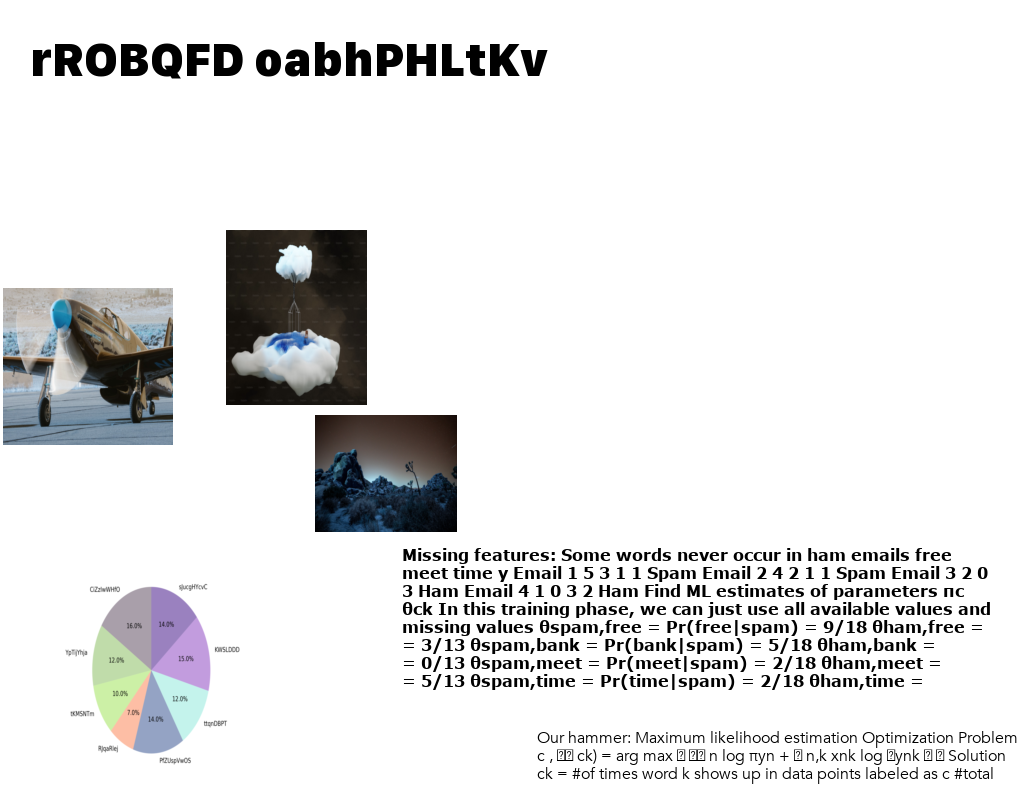 rROBQFD oabhPHLtKv
Missing features: Some words never occur in ham emails free
meet time y Email 1 5 3 1 1 Spam Email 2 4 2 1 1 Spam Email 3 2 0
3 Ham Email 4 1 0 3 2 Ham Find ML estimates of parameters πc
θck In this training phase, we can just use all available values and
missing values θspam,free = Pr(free|spam) = 9/18 θham,free =
= 3/13 θspam,bank = Pr(bank|spam) = 5/18 θham,bank =
= 0/13 θspam,meet = Pr(meet|spam) = 2/18 θham,meet =
= 5/13 θspam,time = Pr(time|spam) = 2/18 θham,time =
CiZzlwWHfO
sJucgHYcvC
16.0%
14.0%
YpTijYhja
KWSLDDD
12.0%
15.0%
10.0%
12.0%
tKMSNTm
7.0%
14.0%
ttqnDBPT
RJqaRlej
PfZUspVwOS
Our hammer: Maximum likelihood estimation Optimization Problem
c , ck) = arg max n log πyn + n,k xnk log ynk Solution
ck = #of times word k shows up in data points labeled as c #total